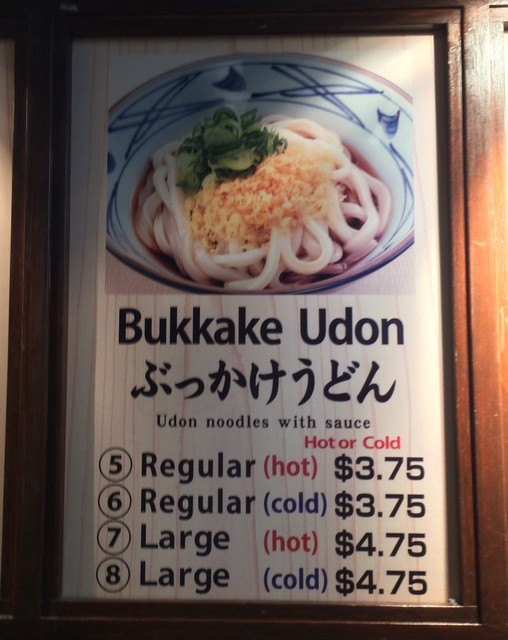 Bukkake Udon
ぶっかけうどん
Udon noodles with sauce
Hot or Cold
⑤ Regular (hot) $3.75
⑥ Regular (cold) $3.75
⑦ Large (hot) $4.75
⑧ Large (cold) $4.75